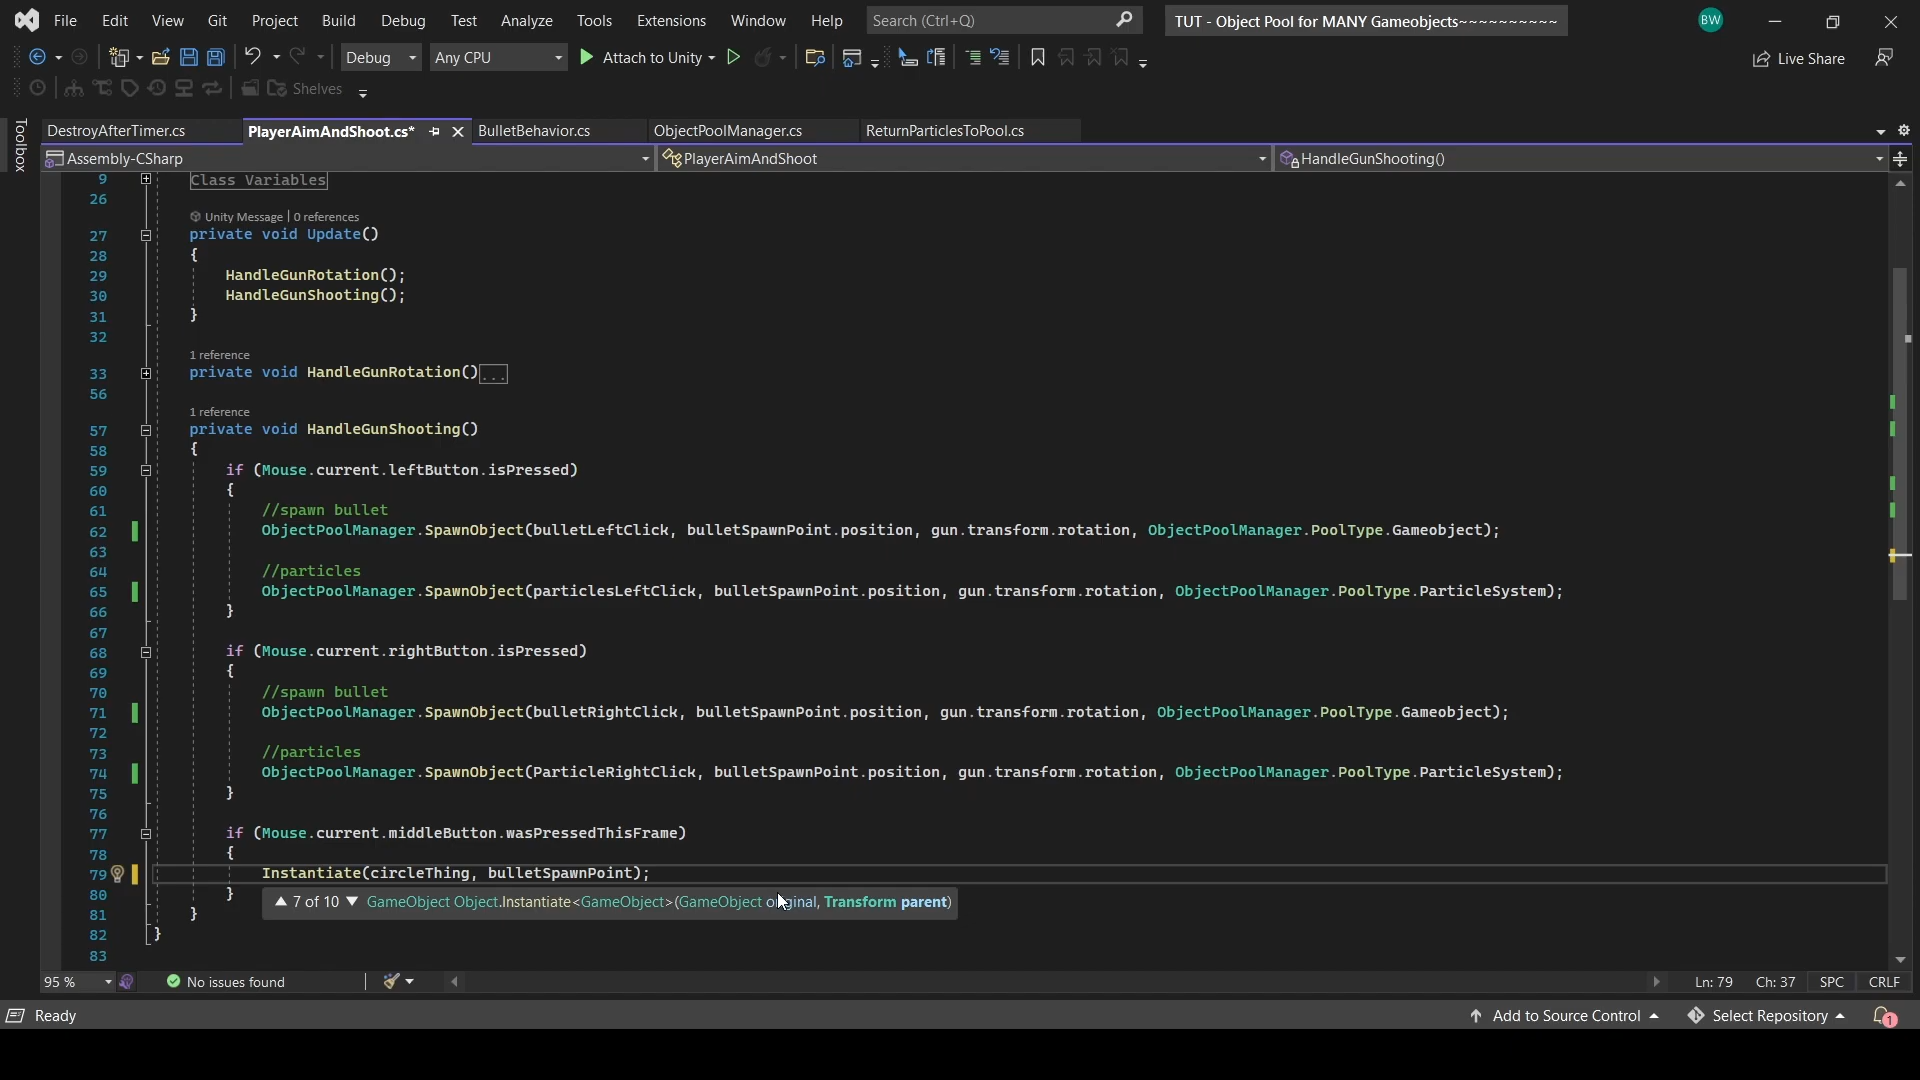 File Edit View Git Project Build Debug Test Analyze Tools Extensions Window Help Search (Ctrl+Q) TUT - Object Pool for MANY Gameobjects~~~~~~~~~~ BW
Debug Any CPU Attach to Unity Live Share
Shelves
Toolbox
DestroyAfterTimer.cs PlayerAimAndShoot.cs* BulletBehavior.cs ObjectPoolManager.cs ReturnParticlesToPool.cs
Assembly-CSharp PlayerAimAndShoot HandleGunShooting()
9 Class Variables
26
Unity Message | 0 references
27 private void Update()
28 {
29 HandleGunRotation();
30 HandleGunShooting();
31 }
32
1 reference
33 private void HandleGunRotation()...
56
1 reference
57 private void HandleGunShooting()
58 {
59 if (Mouse.current.leftButton.isPressed)
60 {
61 //spawn bullet
62 ObjectPoolManager.SpawnObject(bulletLeftClick, bulletSpawnPoint.position, gun.transform.rotation, ObjectPoolManager.PoolType.Gameobject);
63
64 //particles
65 ObjectPoolManager.SpawnObject(particlesLeftClick, bulletSpawnPoint.position, gun.transform.rotation, ObjectPoolManager.PoolType.ParticleSystem);
66 }
67
68 if (Mouse.current.rightButton.isPressed)
69 {
70 //spawn bullet
71 ObjectPoolManager.SpawnObject(bulletRightClick, bulletSpawnPoint.position, gun.transform.rotation, ObjectPoolManager.PoolType.Gameobject);
72
73 //particles
74 ObjectPoolManager.SpawnObject(ParticleRightClick, bulletSpawnPoint.position, gun.transform.rotation, ObjectPoolManager.PoolType.ParticleSystem);
75 }
76
77 if (Mouse.current.middleButton.wasPressedThisFrame)
78 {
79 Instantiate(circleThing, bulletSpawnPoint);
80 }
▲ 7 of 10 ▼ GameObject Object.Instantiate<GameObject>(GameObject original, Transform parent)
81 }
82 }
83
95 % No issues found Ln: 79 Ch: 37 SPC CRLF
Ready Add to Source Control Select Repository 1